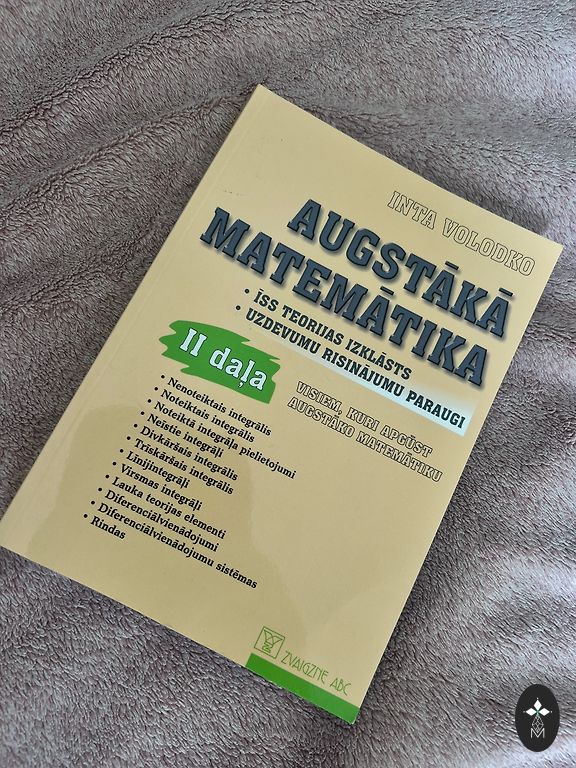 INTA VOLODKO
AUGSTĀKĀ
MATEMĀTIKA
• ĪSS TEORIJAS IZKLĀSTS
• UZDEVUMU RISINĀJUMU PARAUGI
II daļa
VISIEM, KURI APGŪST
AUGSTĀKO MATEMĀTIKU
• Nenoteiktais integrālis
• Noteiktais integrālis
• Noteiktā integrāļa pielietojumi
• Neīstie integrāļi
• Divkāršais integrālis
• Trīskāršais integrālis
• Līnijintegrāļi
• Virsmas integrāļi
• Lauka teorijas elementi
• Diferenciālvienādojumi
• Diferenciālvienādojumu sistēmas
• Rindas
ZVAIGZNE ABC
M